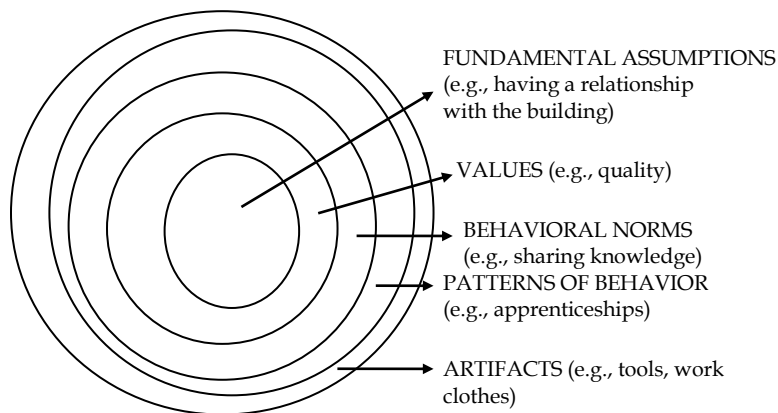 FUNDAMENTAL ASSUMPTIONS
(e.g., having a relationship
with the building)
VALUES (e.g., quality)
BEHAVIORAL NORMS
(e.g., sharing knowledge)
PATTERNS OF BEHAVIOR
(e.g., apprenticeships)
ARTIFACTS (e.g., tools, work
clothes)